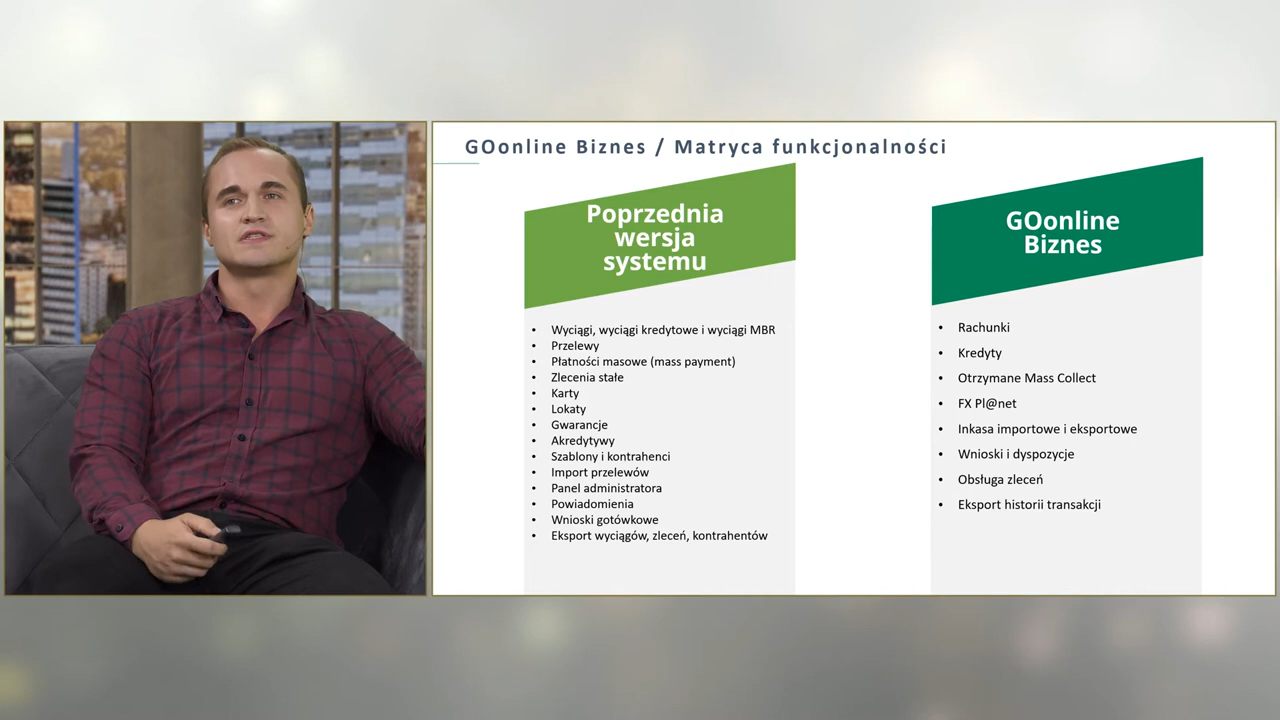 GOonline Biznes / Matryca funkcjonalności
Poprzednia
wersja
systemu
• Wyciągi, wyciągi kredytowe i wyciągi MBR
• Przelewy
• Płatności masowe (mass payment)
• Zlecenia stałe
• Karty
• Lokaty
• Gwarancje
• Akredytywy
• Szablony i kontrahenci
• Import przelewów
• Panel administratora
• Powiadomienia
• Wnioski gotówkowe
• Eksport wyciągów, zleceń, kontrahentów
GOonline
Biznes
• Rachunki
• Kredyty
• Otrzymane Mass Collect
• FX Pl@net
• Inkasa importowe i eksportowe
• Wnioski i dyspozycje
• Obsługa zleceń
• Eksport historii transakcji